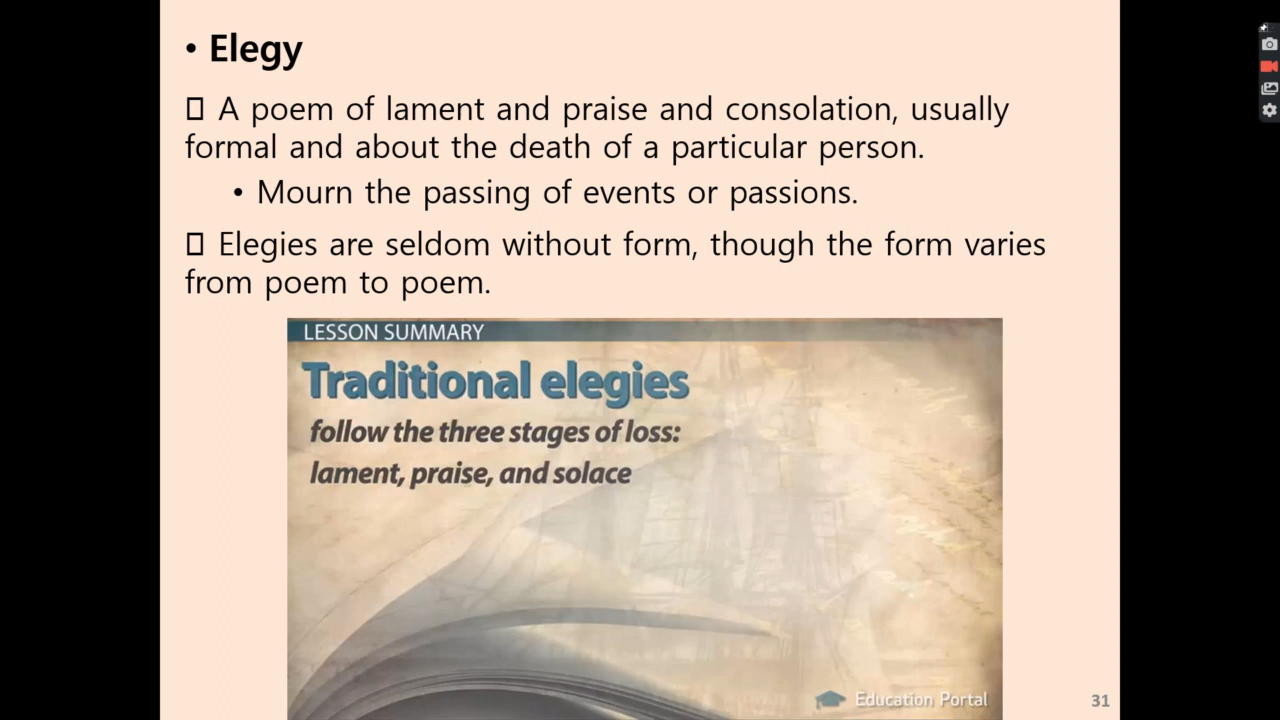 • Elegy
▯ A poem of lament and praise and consolation, usually
formal and about the death of a particular person.
• Mourn the passing of events or passions.
▯ Elegies are seldom without form, though the form varies
from poem to poem.
LESSON SUMMARY
Traditional elegies
follow the three stages of loss:
lament, praise, and solace
Education Portal
31